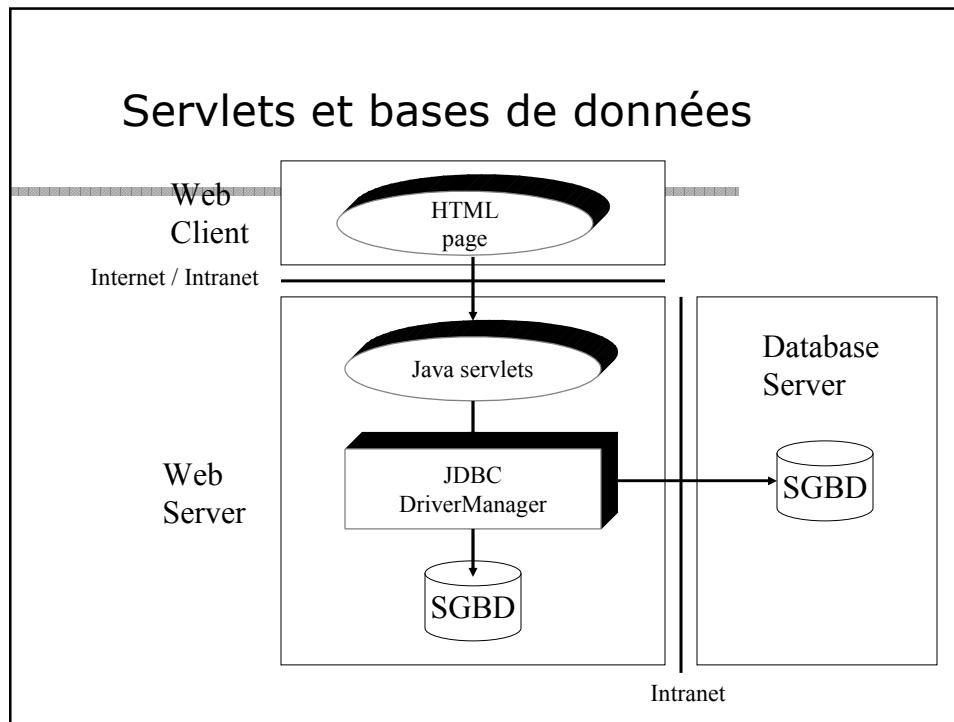 Servlets et bases de données
Web
Client
HTML
page
Internet / Intranet
Java servlets
Database
Server
Web
Server
JDBC
DriverManager
SGBD
SGBD
Intranet